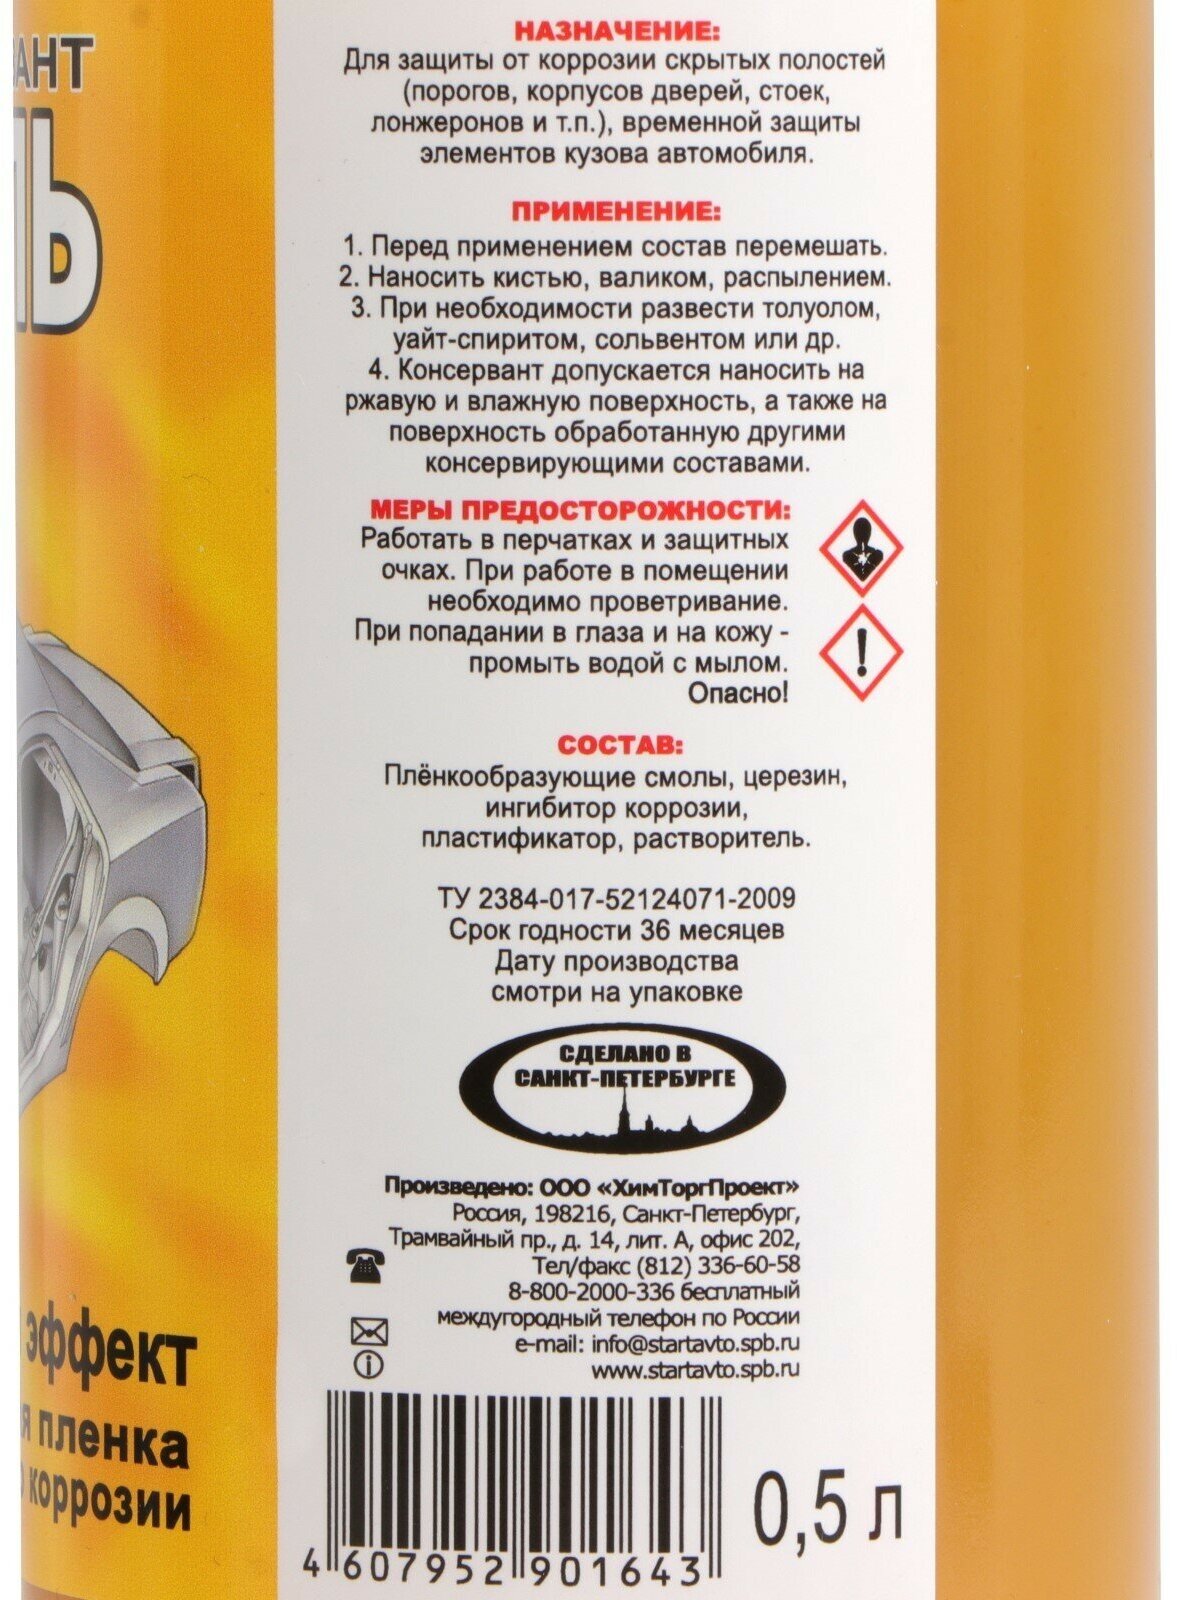 НАЗНАЧЕНИЕ:
Для защиты от коррозии скрытых полостей
(порогов, корпусов дверей, стоек,
лонжеронов и т.п.), временной защиты
элементов кузова автомобиля.
ПРИМЕНЕНИЕ:
1. Перед применением состав перемешать.
2. Наносить кистью, валиком, распылением.
3. При необходимости развести толуолом,
уайт-спиритом, сольвентом или др.
4. Консервант допускается наносить на
ржавую и влажную поверхность, а также на
поверхность обработанную другими
консервирующими составами.
МЕРЫ ПРЕДОСТОРОЖНОСТИ:
Работать в перчатках и защитных
очках. При работе в помещении
необходимо проветривание.
При попадании в глаза и на кожу -
промыть водой с мылом.
Опасно!
СОСТАВ:
Плёнкообразующие смолы, церезин,
ингибитор коррозии,
пластификатор, растворитель.
ТУ 2384-017-52124071-2009
Срок годности 36 месяцев
Дату производства
смотри на упаковке
СДЕЛАНО В
САНКТ-ПЕТЕРБУРГЕ
Произведено: ООО «ХимТоргПроект»
Россия, 198216, Санкт-Петербург,
Трамвайный пр., д. 14, лит. А, офис 202,
Тел/факс (812) 336-60-58
8-800-2000-336 бесплатный
междугородный телефон по России
e-mail: info@startavto.spb.ru
www.startavto.spb.ru
4 607952 901643
0,5 л
эффект
пленка
коррозии